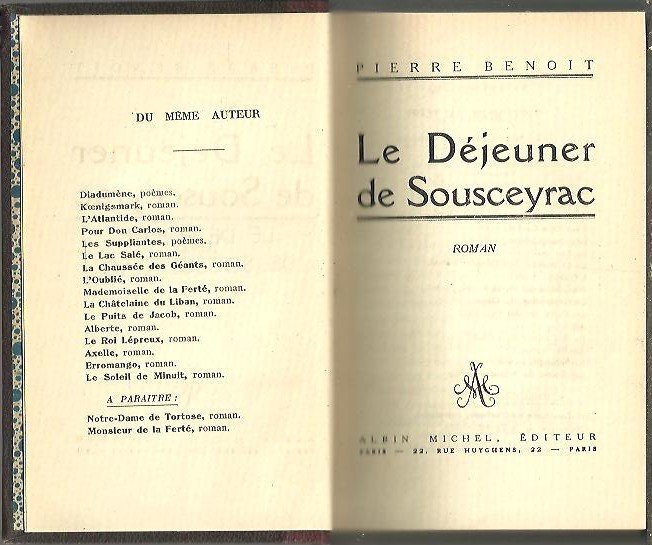 DU MÊME AUTEUR
Diadumène, poèmes.
Kœnigsmark, roman.
L'Atlantide, roman.
Pour Don Carlos, roman.
Les Suppliantes, poèmes.
Le Lac Salé, roman.
La Chaussée des Géants, roman.
L'Oublié, roman.
Mademoiselle de la Ferté, roman.
La Châtelaine du Liban, roman.
Le Puits de Jacob, roman.
Alberte, roman.
Le Roi Lépreux, roman.
Axelle, roman.
Erromango, roman.
Le Soleil de Minuit, roman.
A PARAITRE :
Notre-Dame de Tortose, roman.
Monsieur de la Ferté, roman.
PIERRE BENOIT
Le Déjeuner
de Sousceyrac
ROMAN
ALBIN MICHEL, ÉDITEUR
PARIS — 22, RUE HUYGHENS, 22 — PARIS